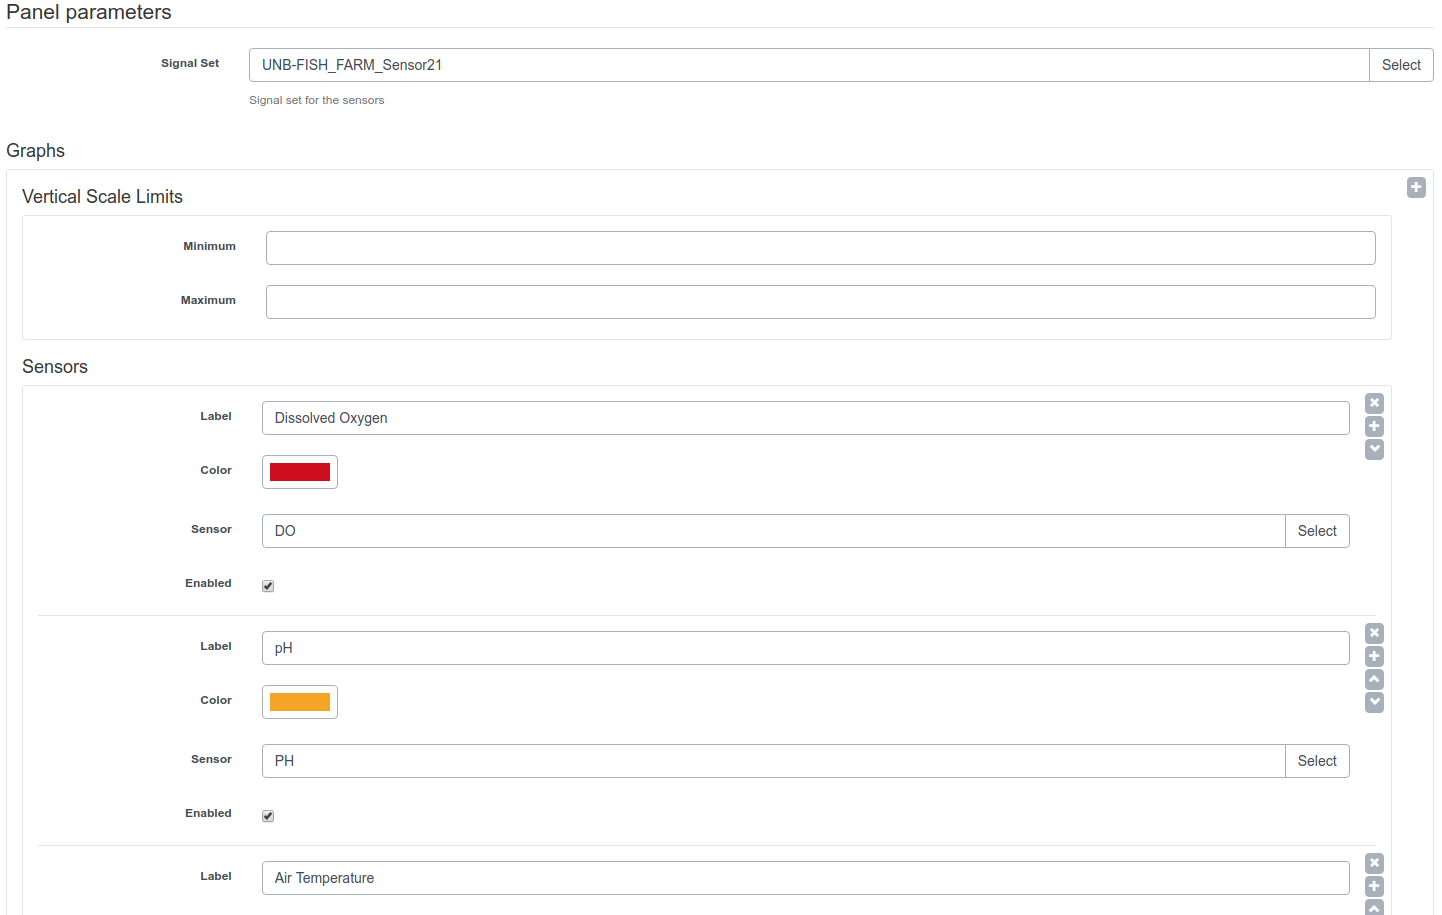 Panel parameters
Signal Set
UNB-FISH_FARM_Sensor21
Select
Signal set for the sensors
Graphs
Vertical Scale Limits
Minimum
Maximum
Sensors
Label
Dissolved Oxygen
Color
Sensor
DO
Select
Enabled
Label
pH
Color
Sensor
PH
Select
Enabled
Label
Air Temperature